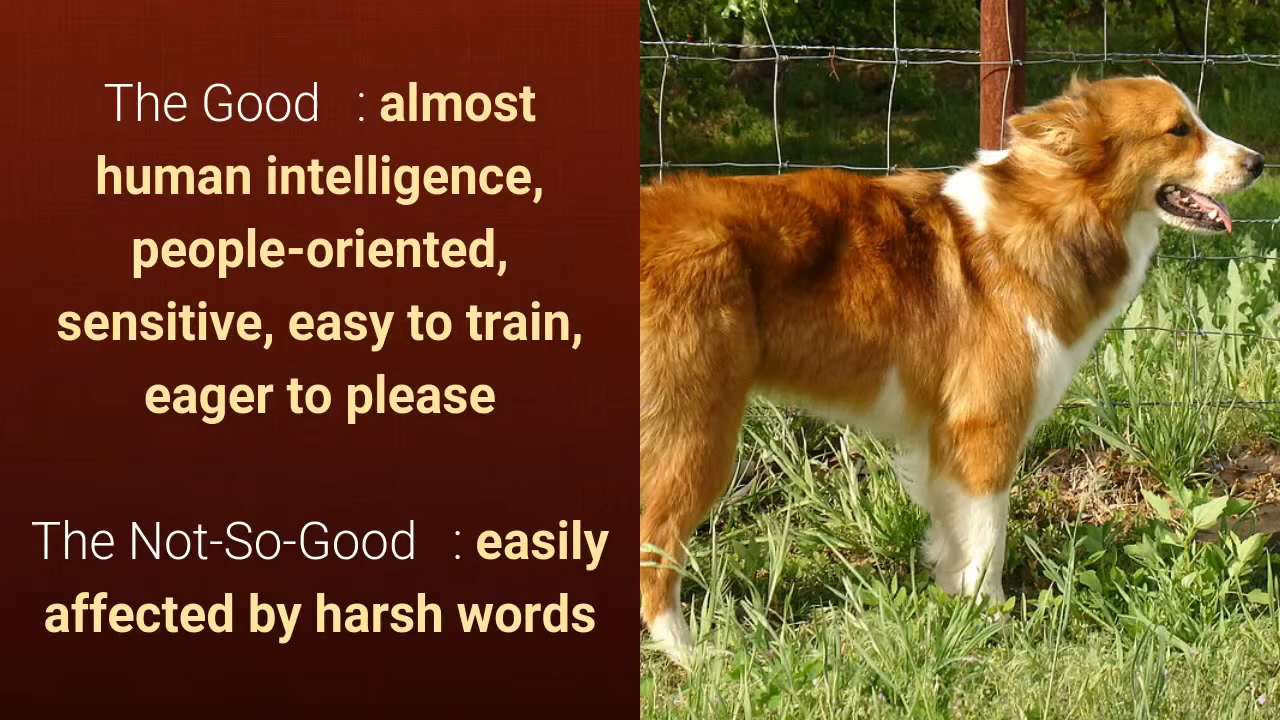 The Good : almost
human intelligence,
people-oriented,
sensitive, easy to train,
eager to please
The Not-So-Good : easily
affected by harsh words